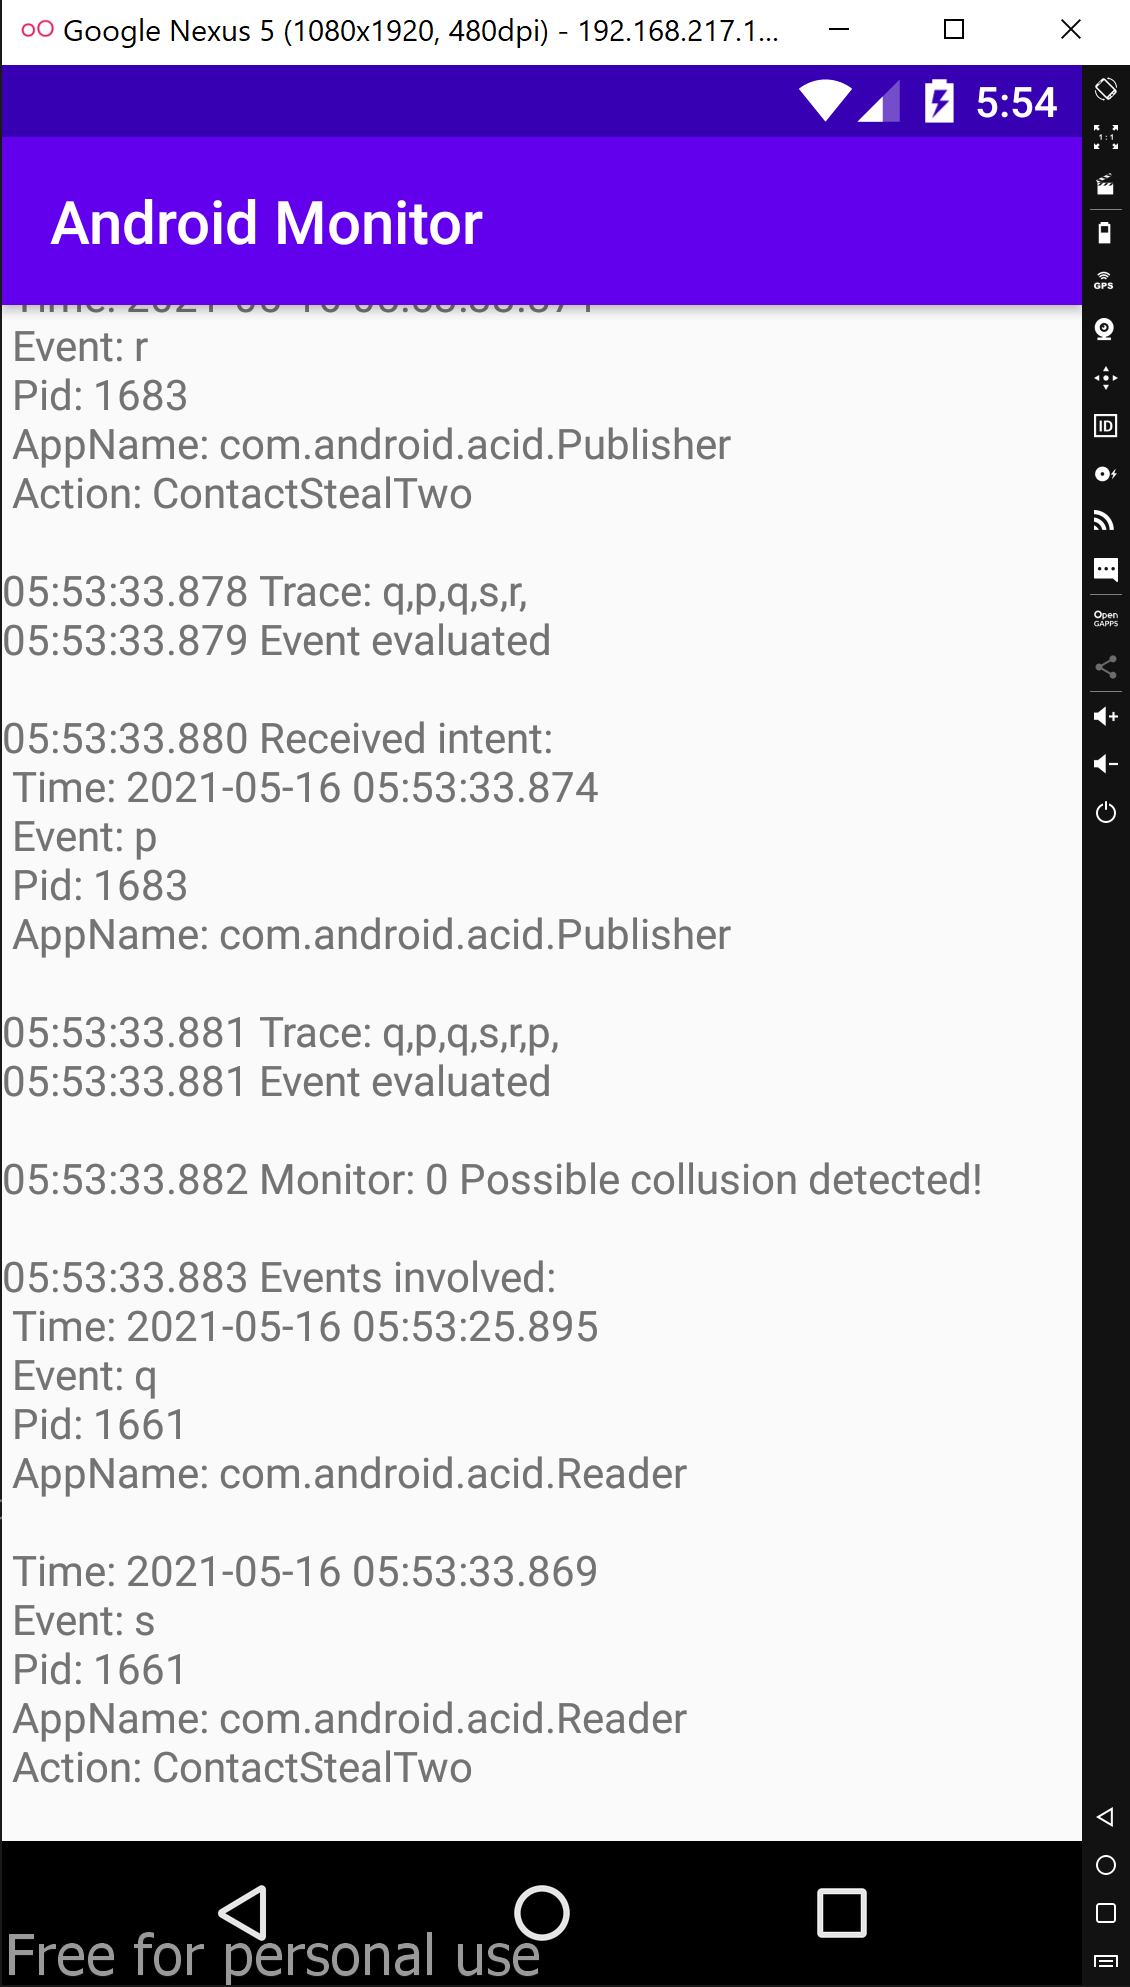 Google Nexus 5 (1080x1920, 480dpi) - 192.168.217.1...
5:54
Android Monitor
Event: r
Pid: 1683
AppName: com.android.acid.Publisher
Action: ContactStealTwo
05:53:33.878 Trace: q,p,q,s,r,
05:53:33.879 Event evaluated
05:53:33.880 Received intent:
Time: 2021-05-16 05:53:33.874
Event: p
Pid: 1683
AppName: com.android.acid.Publisher
05:53:33.881 Trace: q,p,q,s,r,p,
05:53:33.881 Event evaluated
05:53:33.882 Monitor: 0 Possible collusion detected!
05:53:33.883 Events involved:
Time: 2021-05-16 05:53:25.895
Event: q
Pid: 1661
AppName: com.android.acid.Reader
Time: 2021-05-16 05:53:33.869
Event: s
Pid: 1661
AppName: com.android.acid.Reader
Action: ContactStealTwo
Free for personal use
1:1
GPS
ID
Open
GAPPS